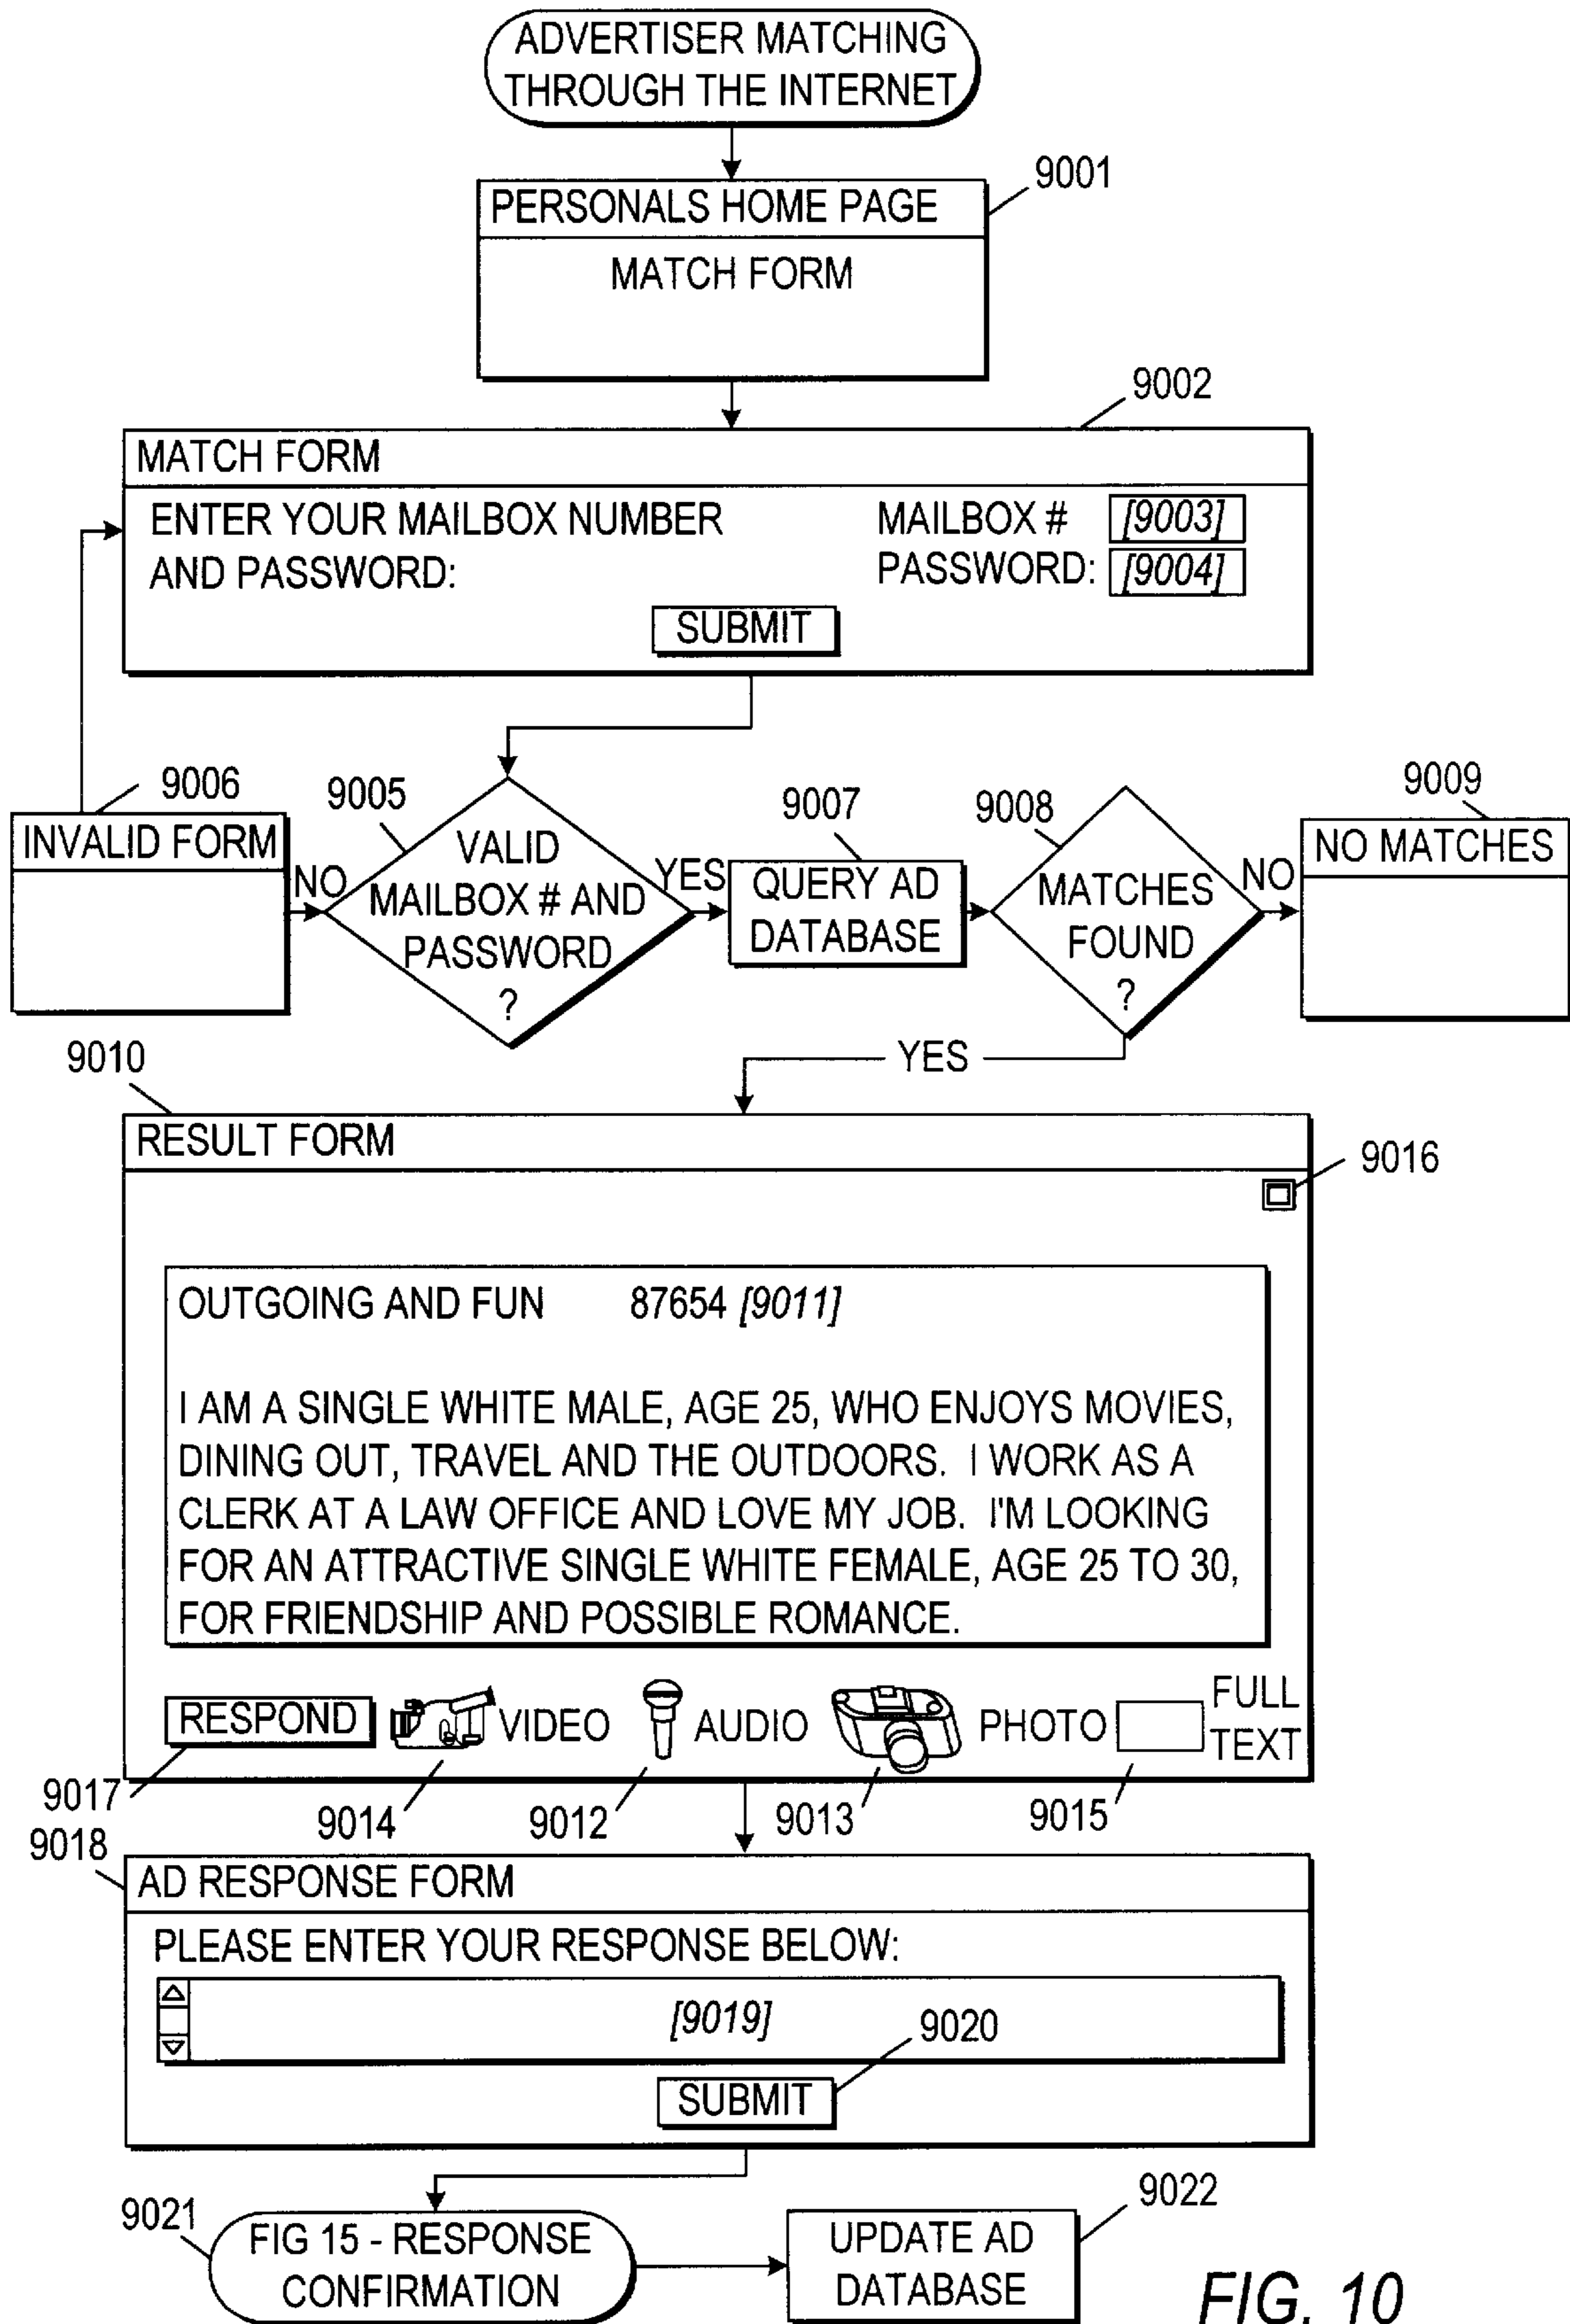 ADVERTISER MATCHING
THROUGH THE INTERNET
9001
PERSONALS HOME PAGE
MATCH FORM
9002
MATCH FORM
ENTER YOUR MAILBOX NUMBER
AND PASSWORD:
MAILBOX # [9003]
PASSWORD: [9004]
SUBMIT
9006
INVALID FORM
NO
9005
VALID
MAILBOX # AND
PASSWORD
?
YES
9007
QUERY AD
DATABASE
9008
MATCHES
FOUND
?
NO
9009
NO MATCHES
YES
9010
RESULT FORM
9016
OUTGOING AND FUN 87654 [9011]
I AM A SINGLE WHITE MALE, AGE 25, WHO ENJOYS MOVIES,
DINING OUT, TRAVEL AND THE OUTDOORS. I WORK AS A
CLERK AT A LAW OFFICE AND LOVE MY JOB. I'M LOOKING
FOR AN ATTRACTIVE SINGLE WHITE FEMALE, AGE 25 TO 30,
FOR FRIENDSHIP AND POSSIBLE ROMANCE.
RESPOND
VIDEO
AUDIO
PHOTO
FULL
TEXT
9017
9014
9012
9013
9015
9018
AD RESPONSE FORM
PLEASE ENTER YOUR RESPONSE BELOW:
[9019]
9020
SUBMIT
9021
FIG 15 - RESPONSE
CONFIRMATION
9022
UPDATE AD
DATABASE
FIG. 10